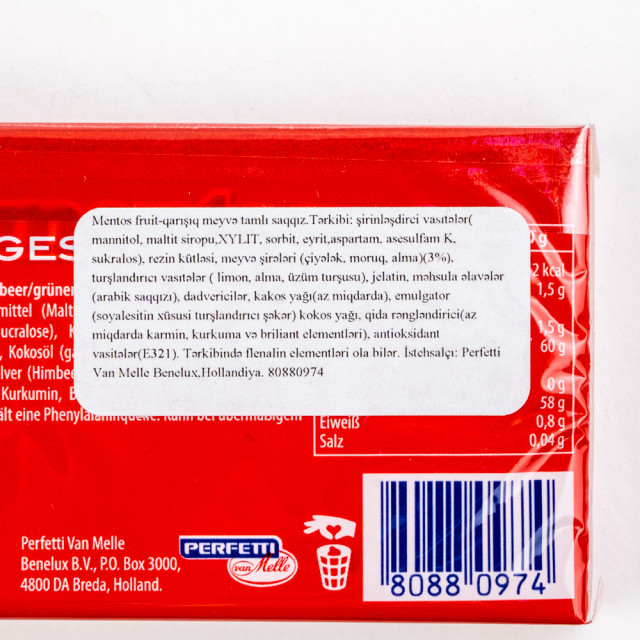 Mentos fruit-qarışıq meyvə tamlı saqqız.Tərkibi: şirinləşdirci vasıtələr(
mannitol, maltit siropu,XYLIT, sorbit, eyrit,aspartam, asesulfam K,
sukralos), rezin kütləsi, meyvə şirələri (çiyələk, moruq, alma)(3%),
turşlandırıcı vasitələr ( limon, alma, üzüm turşusu), jelatin, məhsula əlavələr
(arabik saqqızı), dadvericilər, kakos yağı(az miqdarda), emulgator
(soyalesitin xüsusi turşlandırıcı şəkər) kokos yağı, qida rəngləndirici(az
miqdarda karmin, kurkuma və briliant elementləri), antioksidant
vasitələr(E321). Tərkibində flenalin elementləri ola bilər. İstehsalçı: Perfetti
Van Melle Benelux,Hollandiya. 80880974
GES
beer/grüner
mittel (Malt
ucralose), K
, Kokosöl (ga
lver (Himbee
Kurkumin, B
ält eine Phenylalaninquelle. Kann bei übermäßigem
0 g
2 kcal
1,5 g
1,5 g
60 g
0 g
58 g
Eiweiß 0,8 g
Salz 0,04 g
Perfetti Van Melle
Benelux B.V., P.O. Box 3000,
4800 DA Breda, Holland.
PERFETTI
van Melle
8088 0974